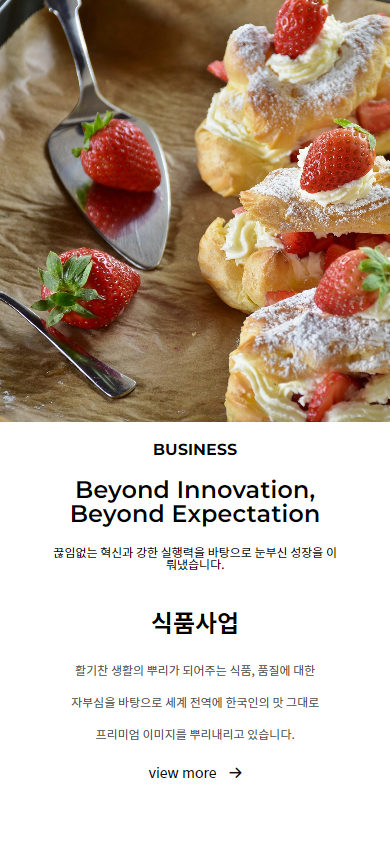 BUSINESS
Beyond Innovation,
Beyond Expectation
끊임없는 혁신과 강한 실행력을 바탕으로 눈부신 성장을 이
뤄냈습니다.
식품사업
활기찬 생활의 뿌리가 되어주는 식품, 품질에 대한
자부심을 바탕으로 세계 전역에 한국인의 맛 그대로
프리미엄 이미지를 뿌리내리고 있습니다.
view more →